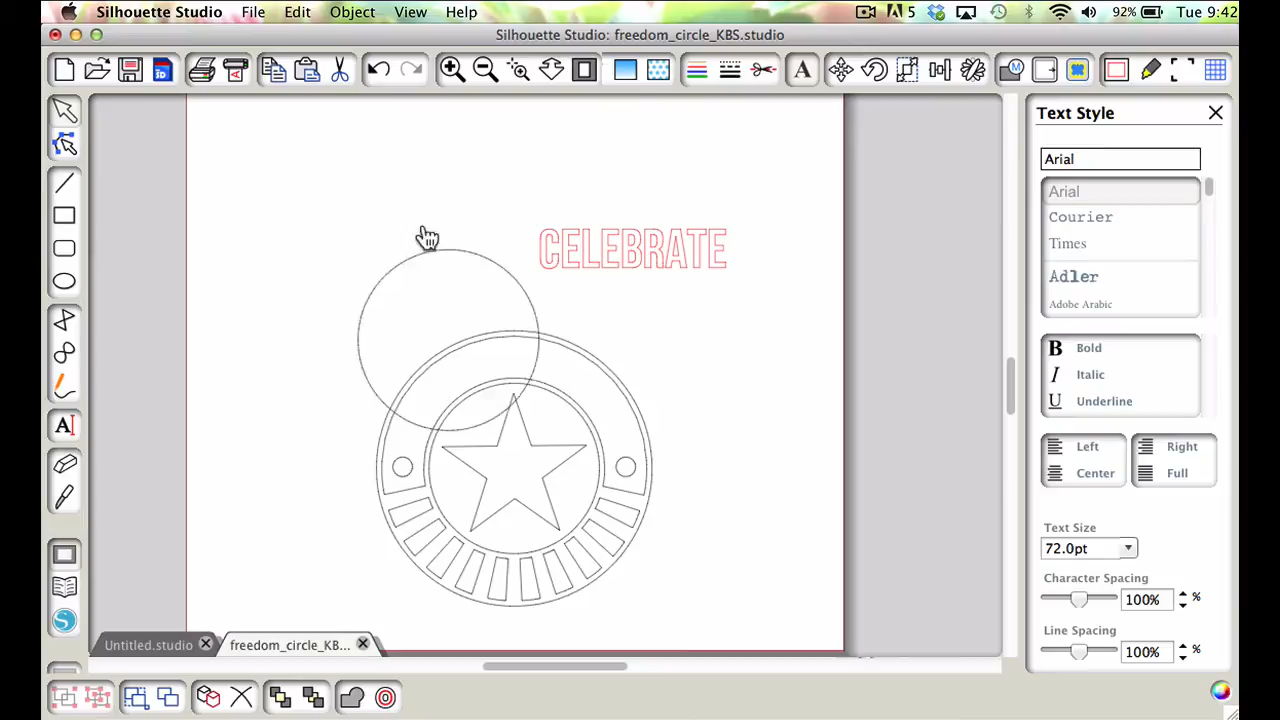 Silhouette Studio File Edit Object View Help 5 92% Tue 9:42
Silhouette Studio: freedom_circle_KBS.studio
CELEBRATE
Untitled.studio
freedom_circle_KB...
Text Style
Arial
Arial
Courier
Times
Adler
Adobe Arabic
B Bold
I Italic
U Underline
Left Right
Center Full
Text Size
72.0pt
Character Spacing
100% %
Line Spacing
100% %